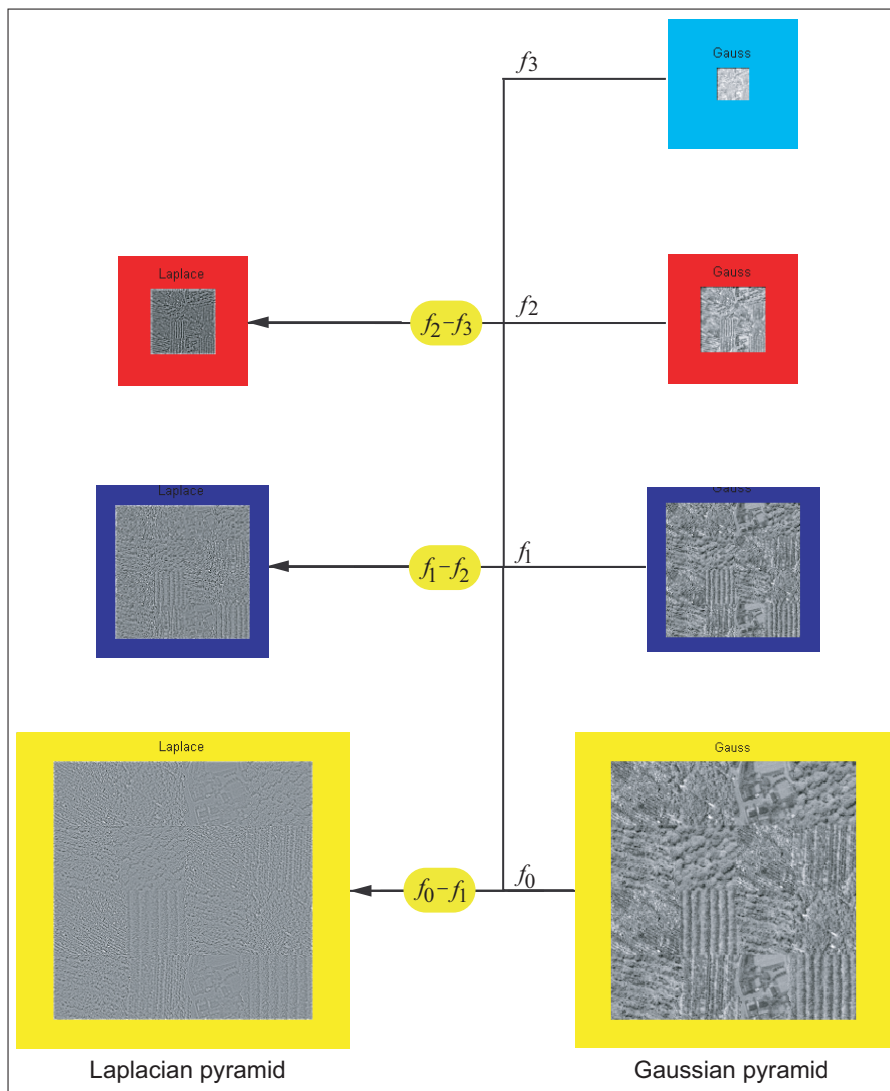 f3
Gauss
Laplace
f2–f3
f2
Gauss
Laplace
f1–f2
f1
Gauss
Laplace
f0–f1
f0
Gauss
Laplacian pyramid
Gaussian pyramid